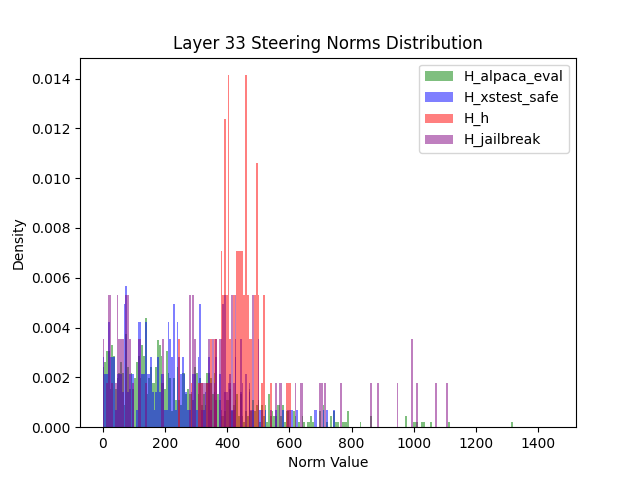 Layer 33 Steering Norms Distribution
H_alpaca_eval
H_xstest_safe
H_h
H_jailbreak
0.014
0.012
0.010
0.008
0.006
0.004
0.002
0.000
Density
0 200 400 600 800 1000 1200 1400
Norm Value